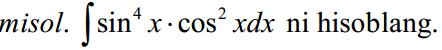 misol. ∫ sin⁴ x · cos² xdx ni hisoblang.